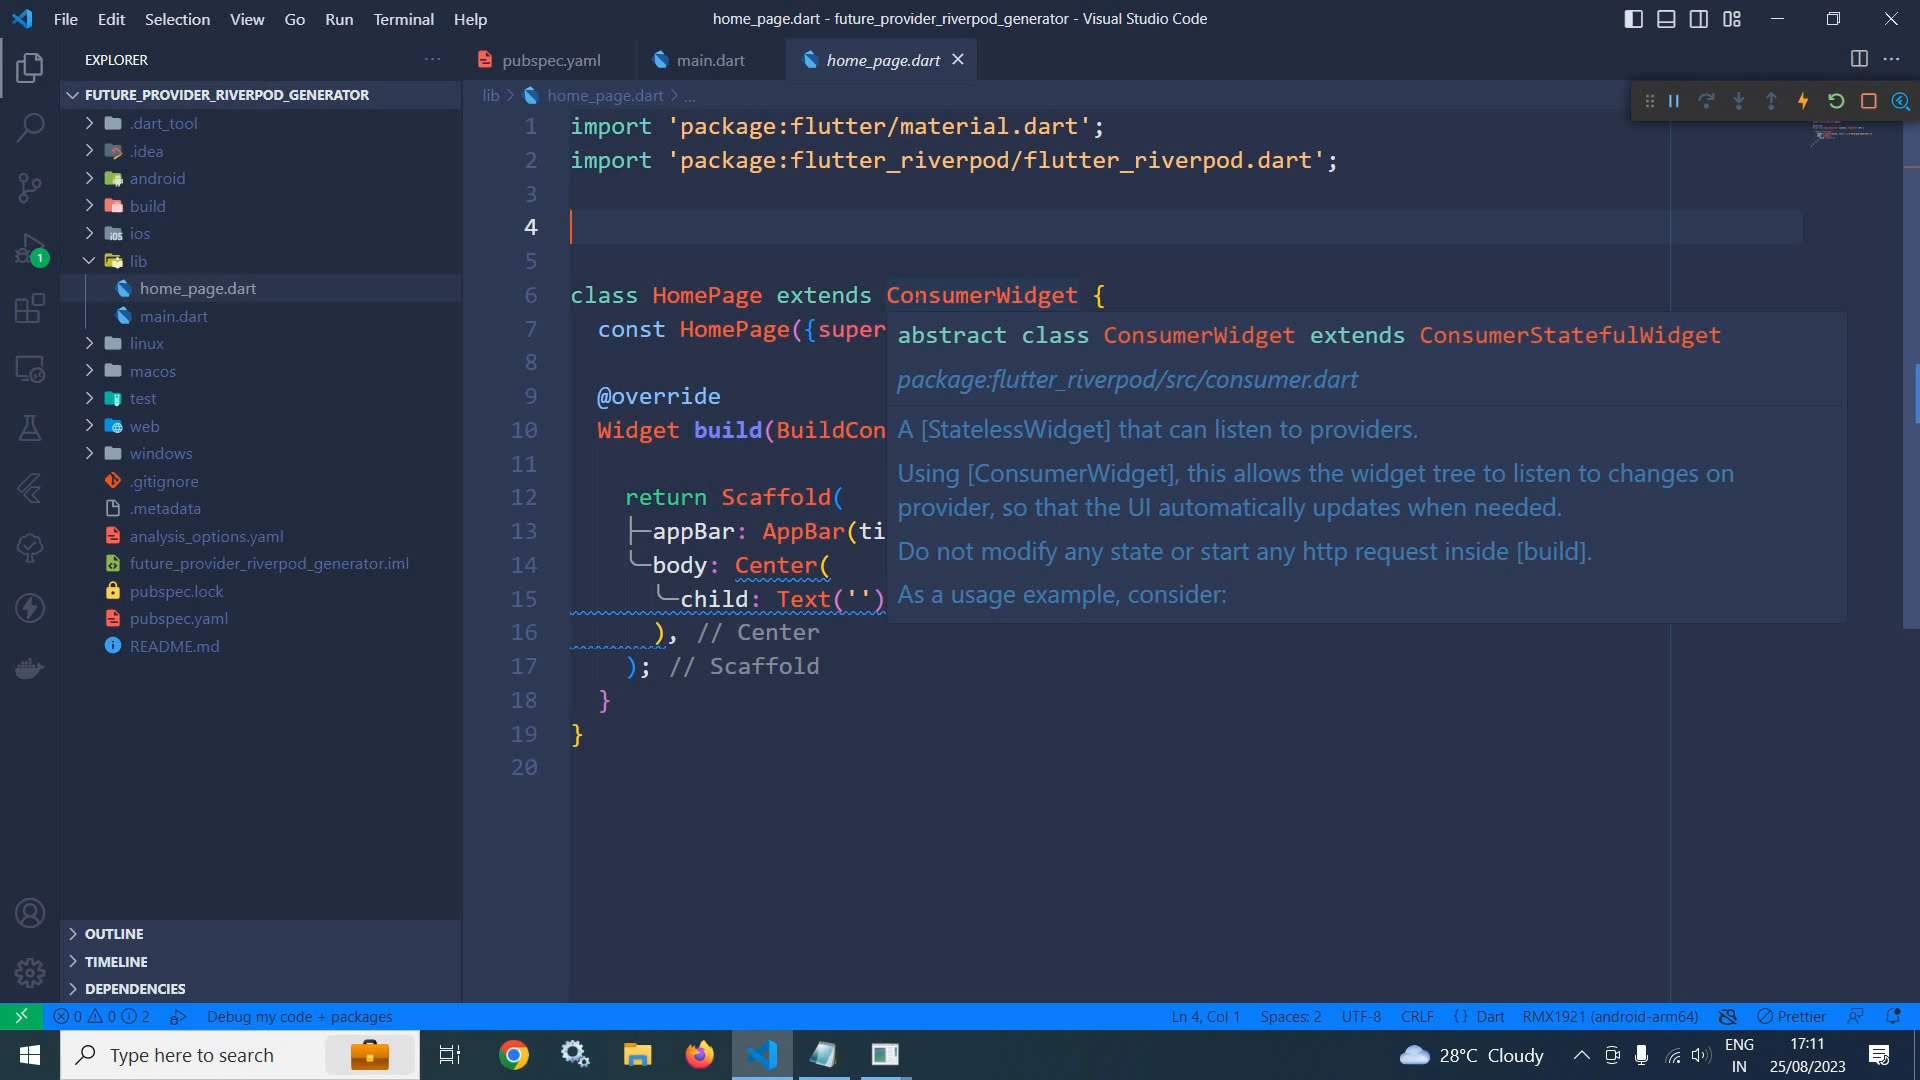 File Edit Selection View Go Run Terminal Help
home_page.dart - future_provider_riverpod_generator - Visual Studio Code
EXPLORER
pubspec.yaml
main.dart
home_page.dart
FUTURE_PROVIDER_RIVERPOD_GENERATOR
.dart_tool
.idea
android
build
ios
lib
home_page.dart
main.dart
linux
macos
test
web
windows
.gitignore
.metadata
analysis_options.yaml
future_provider_riverpod_generator.iml
pubspec.lock
pubspec.yaml
README.md
OUTLINE
TIMELINE
DEPENDENCIES
1
lib > home_page.dart > ...
1 import 'package:flutter/material.dart';
2 import 'package:flutter_riverpod/flutter_riverpod.dart';
3
4
5
6 class HomePage extends ConsumerWidget {
7 const HomePage({super
8
9 @override
10 Widget build(BuildCon
11
12 return Scaffold(
13 appBar: AppBar(ti
14 body: Center(
15 child: Text('')
16 ), // Center
17 ); // Scaffold
18 }
19 }
20
abstract class ConsumerWidget extends ConsumerStatefulWidget
package:flutter_riverpod/src/consumer.dart
A [StatelessWidget] that can listen to providers.
Using [ConsumerWidget], this allows the widget tree to listen to changes on
provider, so that the UI automatically updates when needed.
Do not modify any state or start any http request inside [build].
As a usage example, consider:
0 0 2 Debug my code + packages
Ln 4, Col 1 Spaces: 2 UTF-8 CRLF {} Dart RMX1921 (android-arm64) Prettier
Type here to search
28°C Cloudy
ENG
IN
17:11
25/08/2023